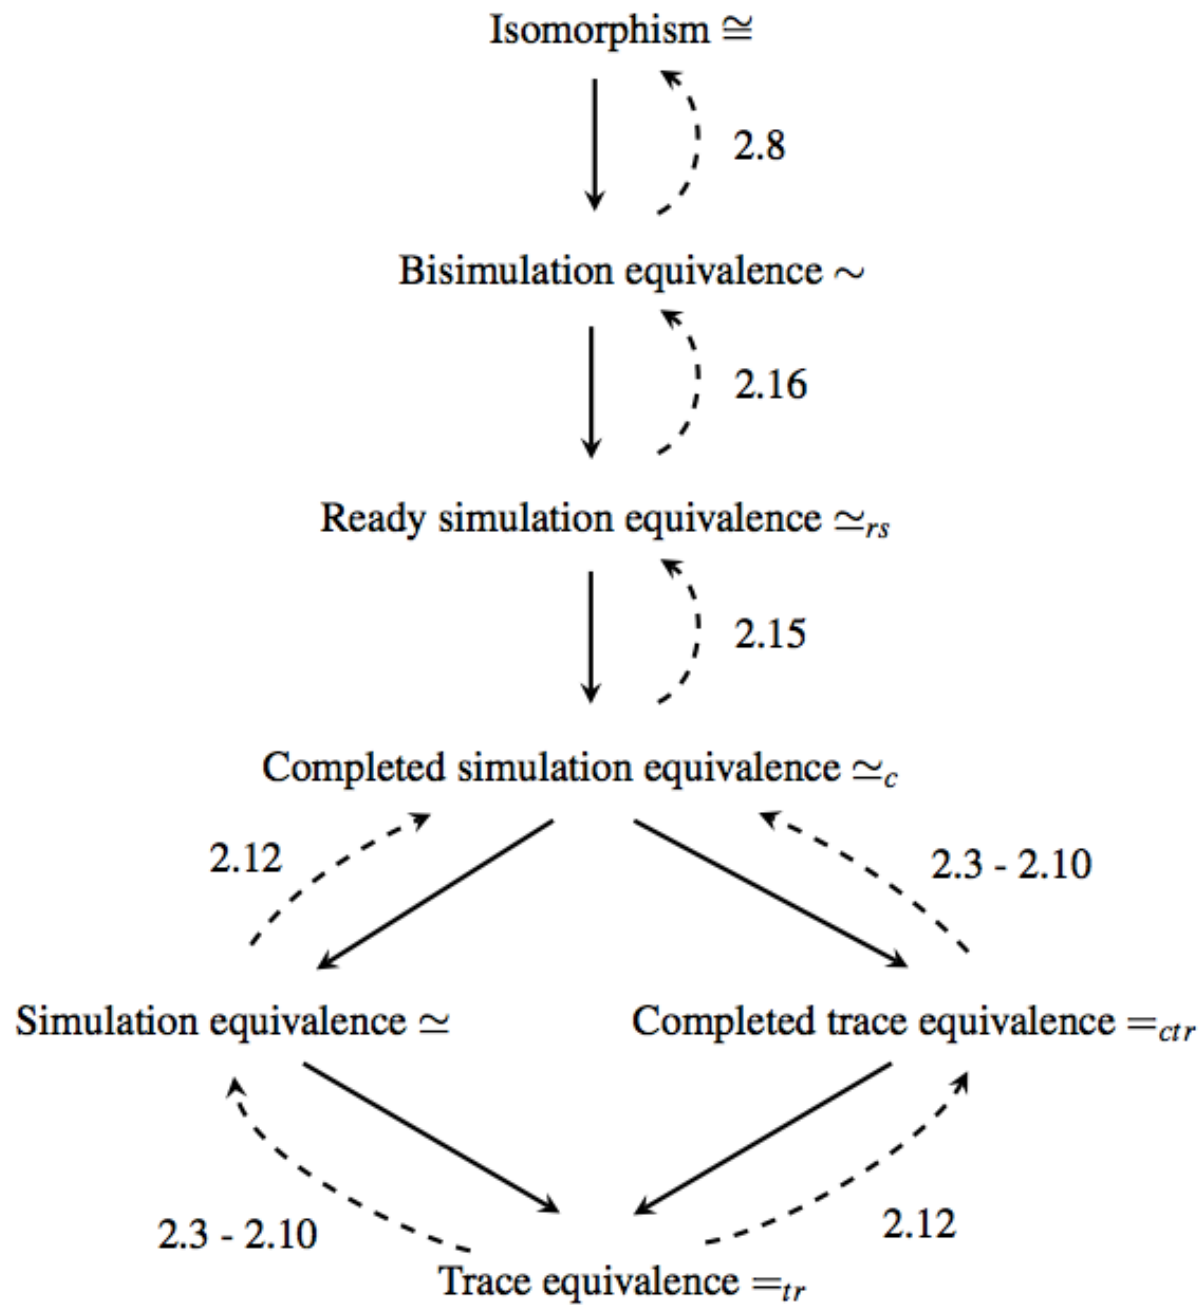 Isomorphism ≅
2.8
Bisimulation equivalence ∼
2.16
Ready simulation equivalence ≃rs
2.15
Completed simulation equivalence ≃c
2.12
2.3 - 2.10
Simulation equivalence ≃
Completed trace equivalence =ctr
2.3 - 2.10
2.12
Trace equivalence =tr